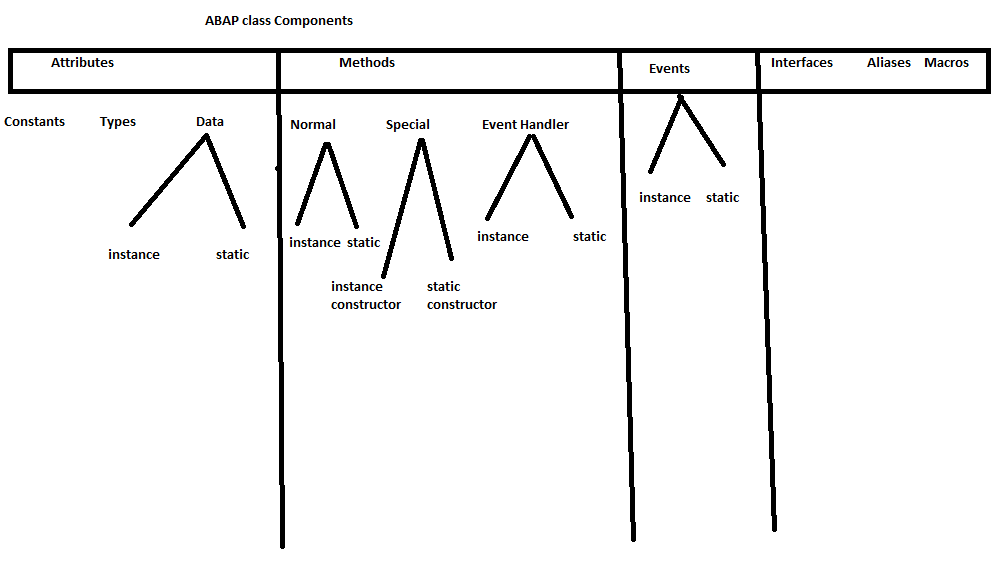 ABAP class Components
Attributes Methods Events Interfaces Aliases Macros
Constants Types Data Normal Special Event Handler
instance static instance static instance constructor static constructor instance static instance static